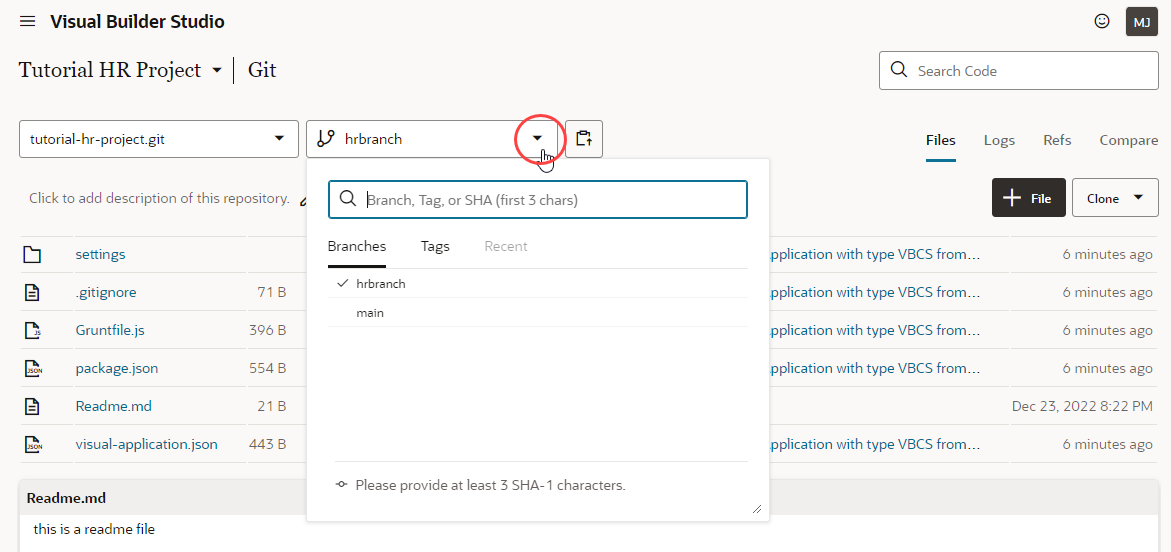 Visual Builder Studio
MJ
Tutorial HR Project Git
Search Code
tutorial-hr-project.git
hrbranch
Files Logs Refs Compare
Click to add description of this repository.
File
Clone
Branch, Tag, or SHA (first 3 chars)
Branches Tags Recent
hrbranch
main
Please provide at least 3 SHA-1 characters.
settings pplication with type VBCS from... 6 minutes ago
.gitignore 71 B pplication with type VBCS from... 6 minutes ago
JS Gruntfile.js 396 B pplication with type VBCS from... 6 minutes ago
JSON package.json 554 B pplication with type VBCS from... 6 minutes ago
Readme.md 21 B Dec 23, 2022 8:22 PM
JSON visual-application.json 443 B pplication with type VBCS from... 6 minutes ago
Readme.md
this is a readme file